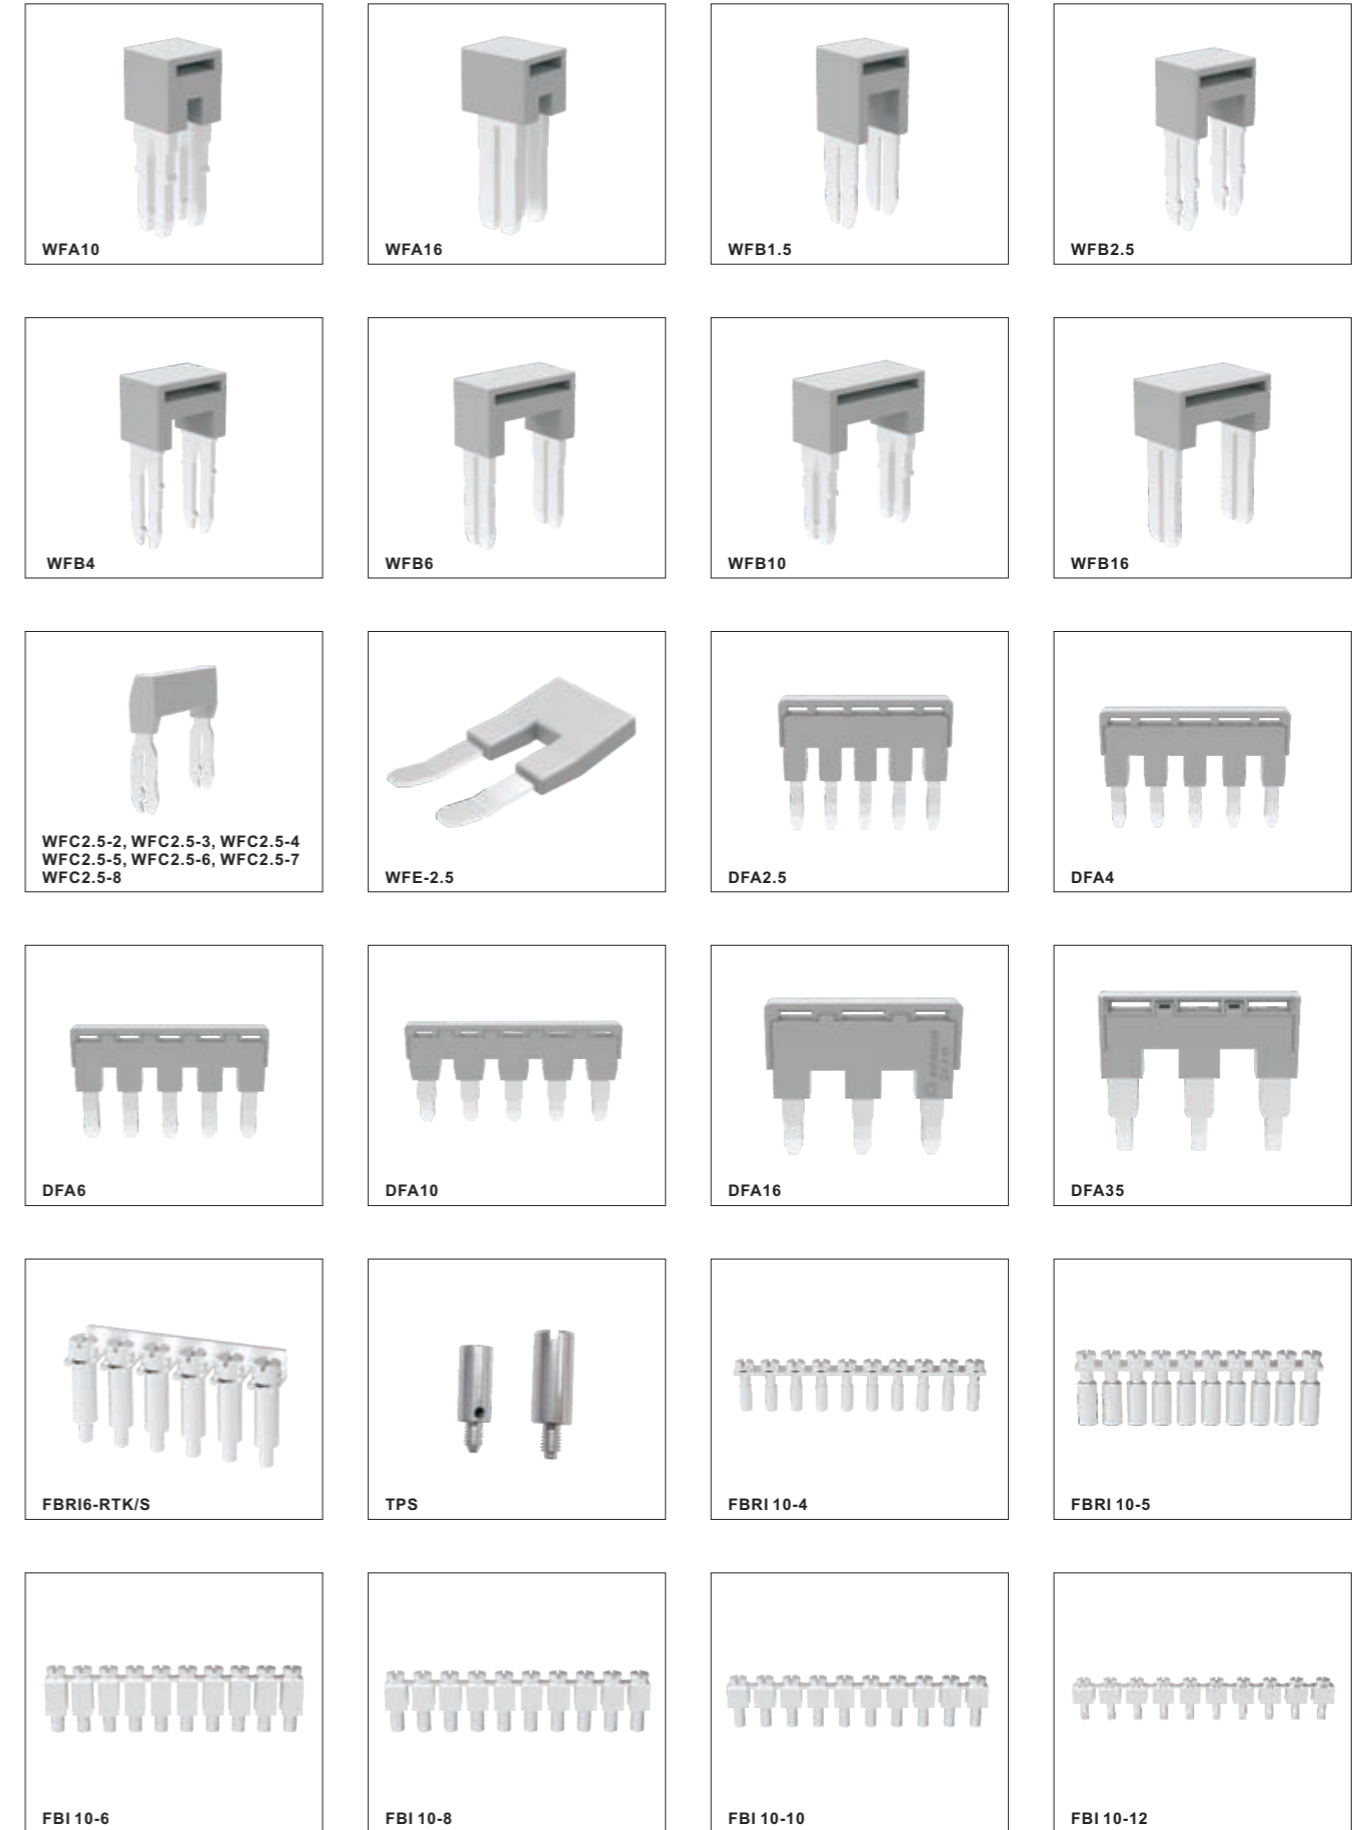 WFA10
WFA16
WFB1.5
WFB2.5
WFB4
WFB6
WFB10
WFB16
WFC2.5-2, WFC2.5-3, WFC2.5-4
WFC2.5-5, WFC2.5-6, WFC2.5-7
WFC2.5-8
WFE-2.5
DFA2.5
DFA4
DFA6
DFA10
DFA16
DFA35
FBRI6-RTK/S
TPS
FBRI 10-4
FBRI 10-5
FBI 10-6
FBI 10-8
FBI 10-10
FBI 10-12